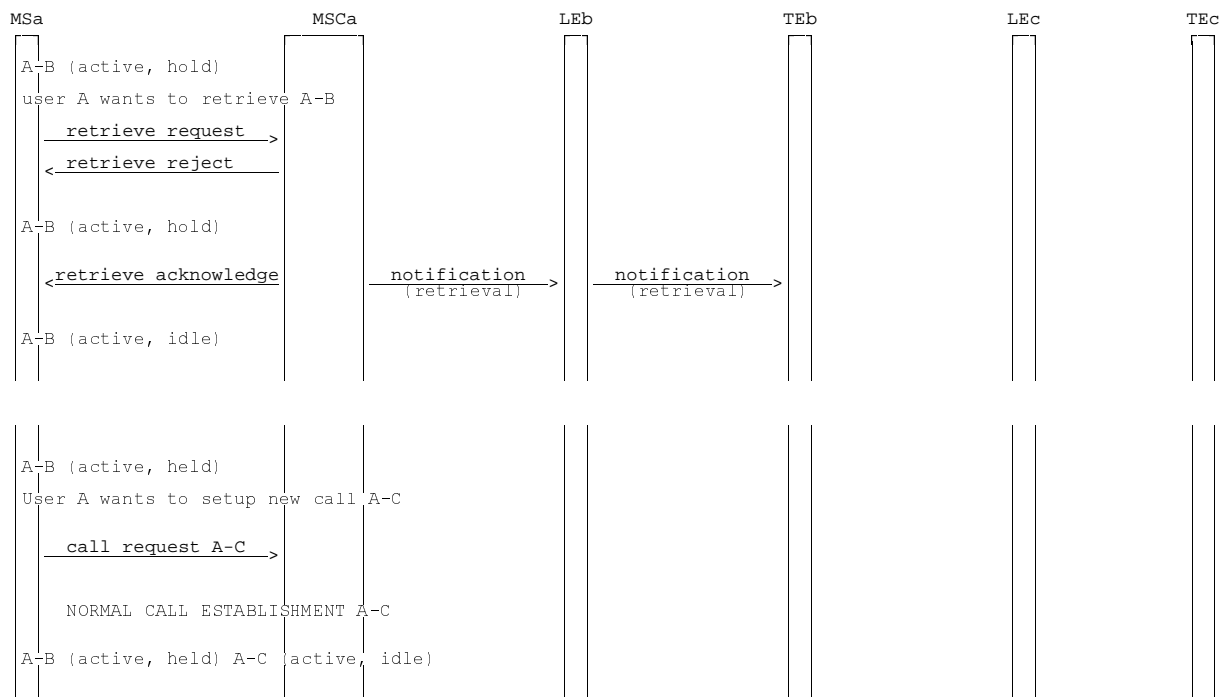 MSa MSCa LEb TEb LEc TEc
A-B (active, hold)
user A wants to retrieve A-B
retrieve request
retrieve reject
A-B (active, hold)
retrieve acknowledge notification notification
(retrieval) (retrieval)
A-B (active, idle)
A-B (active, held)
User A wants to setup new call A-C
call request A-C
NORMAL CALL ESTABLISHMENT A-C
A-B (active, held) A-C (active, idle)